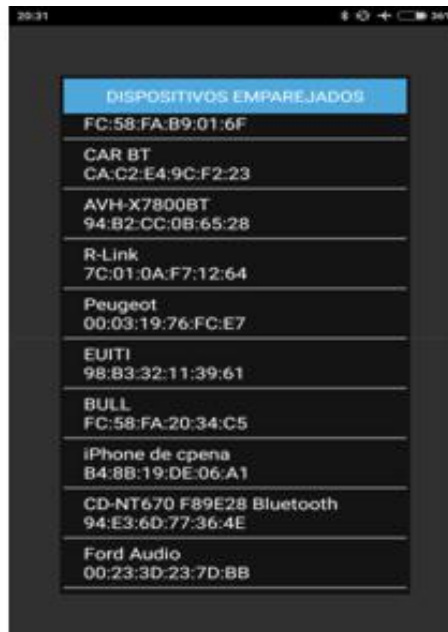 20:31
DISPOSITIVOS EMPAREJADOS
FC:58:FA:B9:01:6F
CAR BT
CA:C2:E4:9C:F2:23
AVH-X7800BT
94:B2:CC:0B:65:28
R-Link
7C:01:0A:F7:12:64
Peugeot
00:03:19:76:FC:E7
EUITI
98:B3:32:11:39:61
BULL
FC:58:FA:20:34:C5
iPhone de cpena
B4:8B:19:DE:06:A1
CD-NT670 F89E28 Bluetooth
94:E3:6D:77:36:4E
Ford Audio
00:23:3D:23:7D:BB